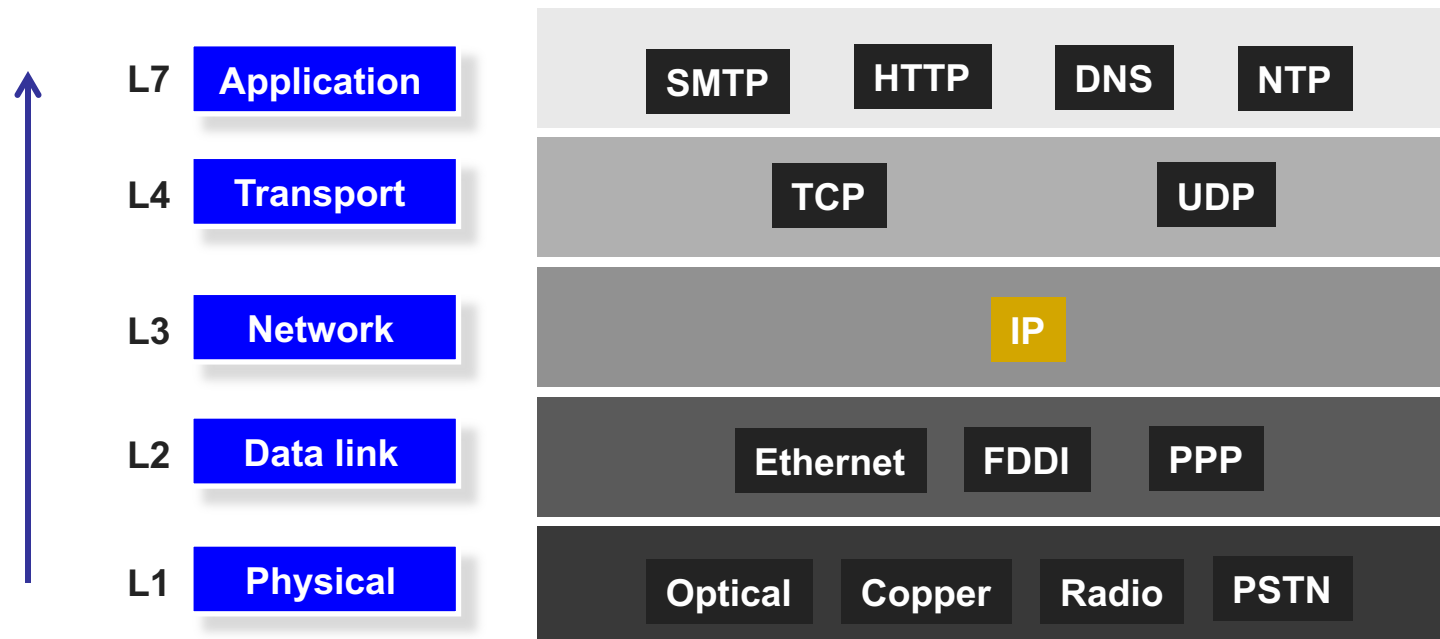 L7 Application SMTP HTTP DNS NTP
L4 Transport TCP UDP
L3 Network IP
L2 Data link Ethernet FDDI PPP
L1 Physical Optical Copper Radio PSTN